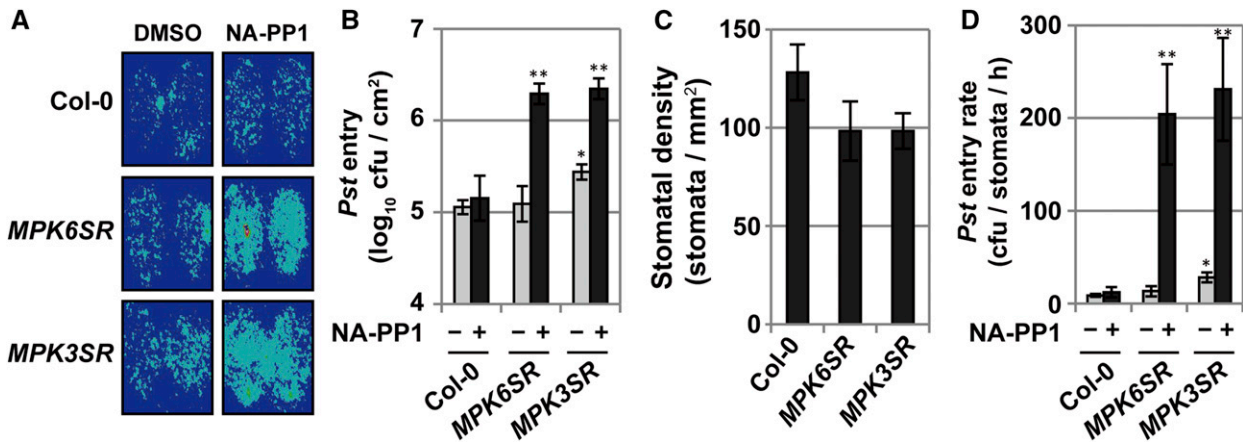 A
DMSO NA-PP1
Col-0
MPK6SR
MPK3SR
B
Pst entry
(log10 cfu / cm2)
7
6
5
4
* * * * *
NA-PP1 – + – + – +
Col-0 MPK6SR MPK3SR
C
Stomatal density
(stomata / mm2)
150
100
50
0
Col-0 MPK6SR MPK3SR
D
Pst entry rate
(cfu / stomata / h)
300
200
100
0
** * **
NA-PP1 – + – + – +
Col-0 MPK6SR MPK3SR